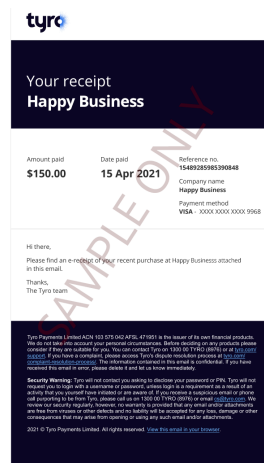 tyro
Your receipt
Happy Business
Amount paid
$150.00
Date paid
15 Apr 2021
Reference no.
15489285985390848
Company name
Happy Business
Payment method
VISA - XXXX XXXX XXXX 9968
SAMPLE ONLY
Hi there,
Please find an e-receipt of your recent purchase at Happy Business attached
in this email.
Thanks,
The Tyro team
Tyro Payments Limited ACN 103 575 042 AFSL 471951 is the issuer of its own financial products.
We do not take into account your personal circumstances. Before deciding on any products please
consider if they are suitable for you. You can contact Tyro on 1300 00 TYRO (8976) or at tyro.com/
support. If you have a complaint, please access Tyro's dispute resolution process at tyro.com/
complaint-resolution-process/. The information contained in this email is confidential. If you have
received this email in error, please delete it and let us know immediately.
Security Warning: Tyro will not contact you asking to disclose your password or PIN. Tyro will not
request you to login with a username or password, unless login is a requirement as a result of an
activity that you yourself have initiated or are aware of. If you receive a suspicious email or phone
call purporting to be from Tyro, please call us on 1300 00 TYRO (8976) or email cs@tyro.com. We
review our security regularly, however, no warranty is provided that any email and/or attachments
are free from viruses or other defects and no liability will be accepted for any loss, damage or other
consequences that may arise from opening or using any such email and/or attachments.
2021 © Tyro Payments Limited. All rights reserved. View this email in your browser.